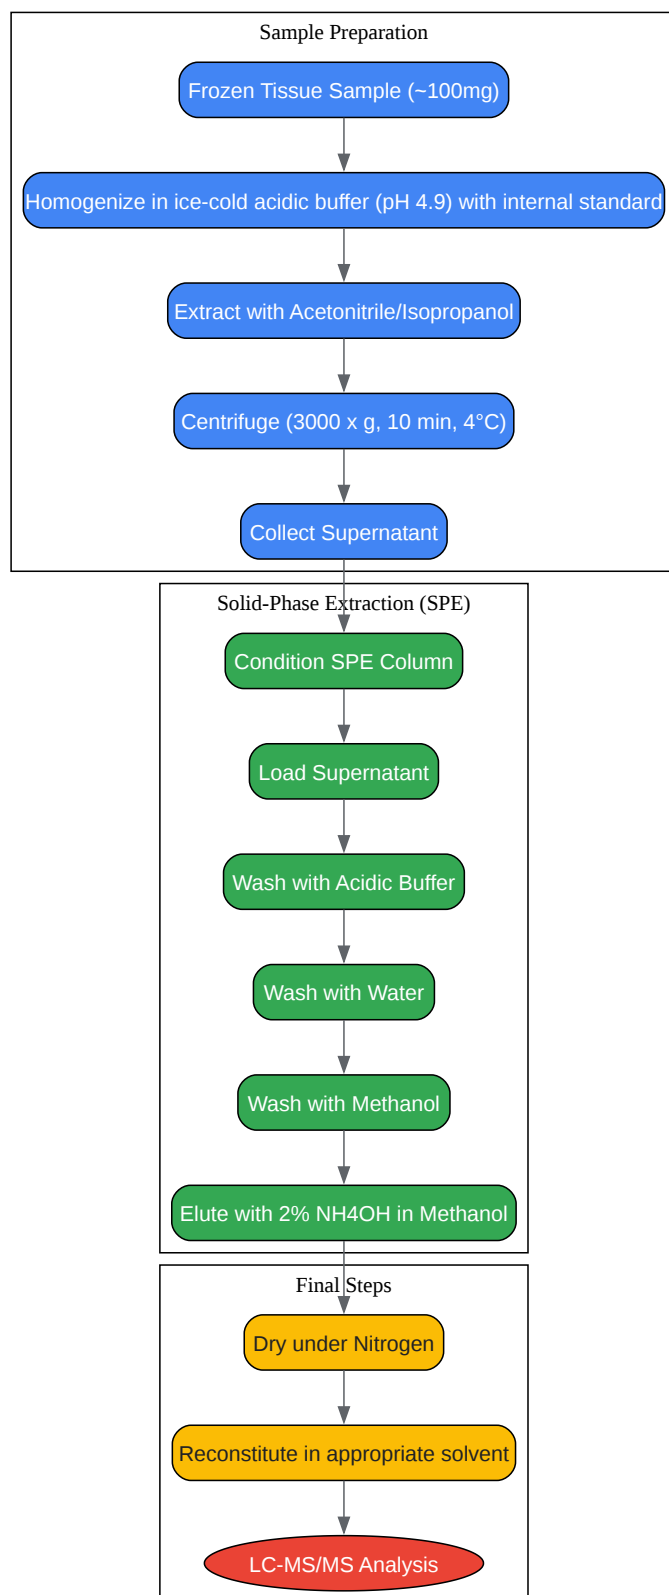 Sample Preparation
Frozen Tissue Sample (~100mg)
Homogenize in ice-cold acidic buffer (pH 4.9) with internal standard
Extract with Acetonitrile/Isopropanol
Centrifuge (3000 x g, 10 min, 4°C)
Collect Supernatant
Solid-Phase Extraction (SPE)
Condition SPE Column
Load Supernatant
Wash with Acidic Buffer
Wash with Water
Wash with Methanol
Elute with 2% NH4OH in Methanol
Final Steps
Dry under Nitrogen
Reconstitute in appropriate solvent
LC-MS/MS Analysis